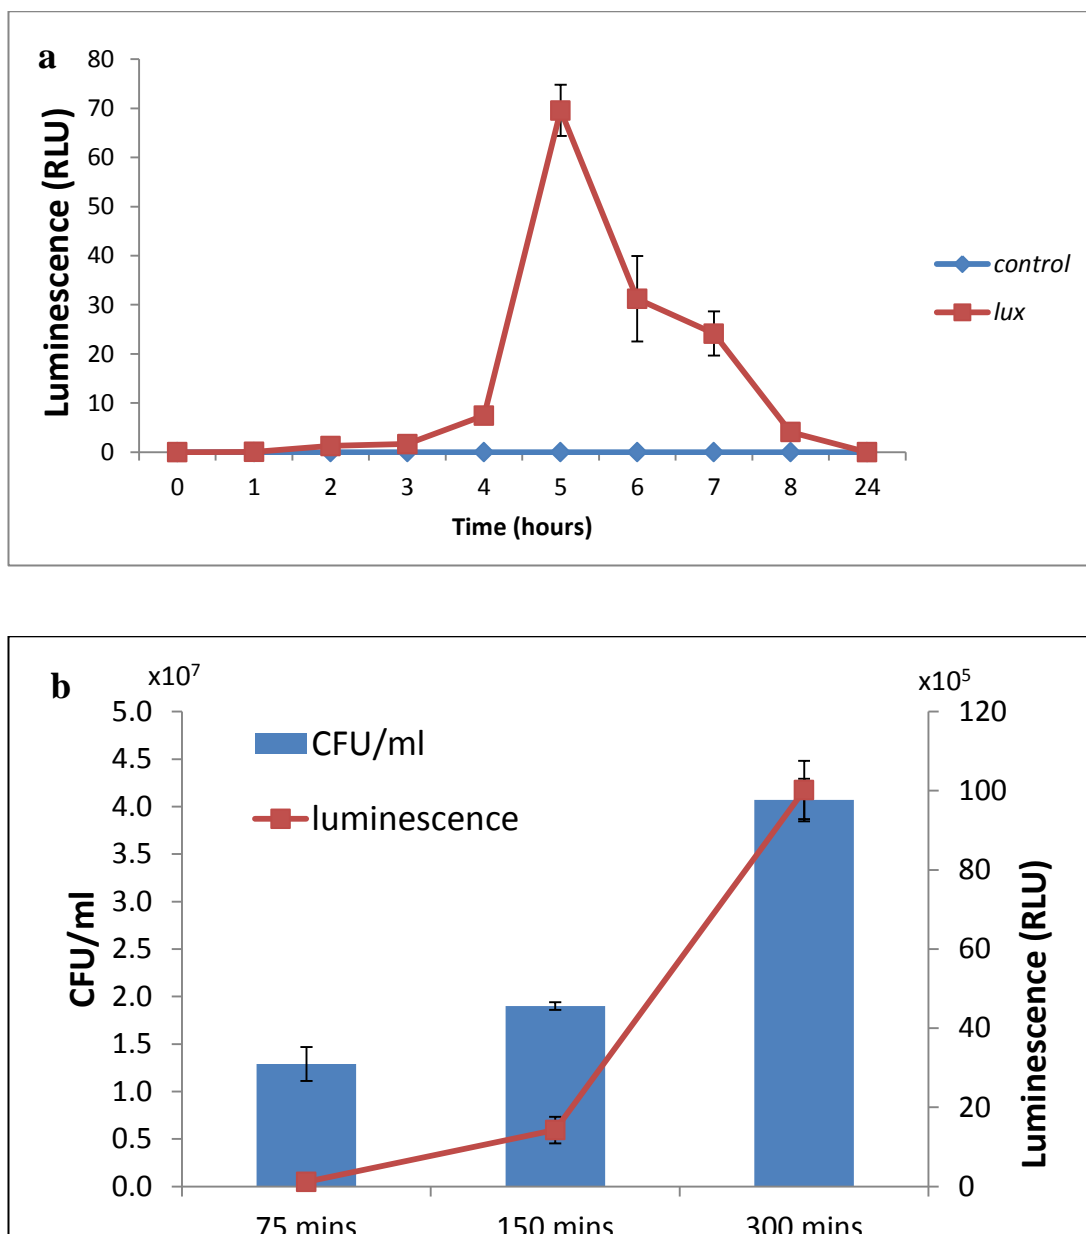 a
80
70
60
50
40
30
20
10
0
Luminescence (RLU)
0 1 2 3 4 5 6 7 8 24
Time (hours)
control
lux
b
x10⁷
x10⁵
5.0
4.5
4.0
3.5
3.0
2.5
2.0
1.5
1.0
0.5
0.0
CFU/ml
CFU/ml
luminescence
120
100
80
60
40
20
0
Luminescence (RLU)
75 mins 150 mins 300 mins